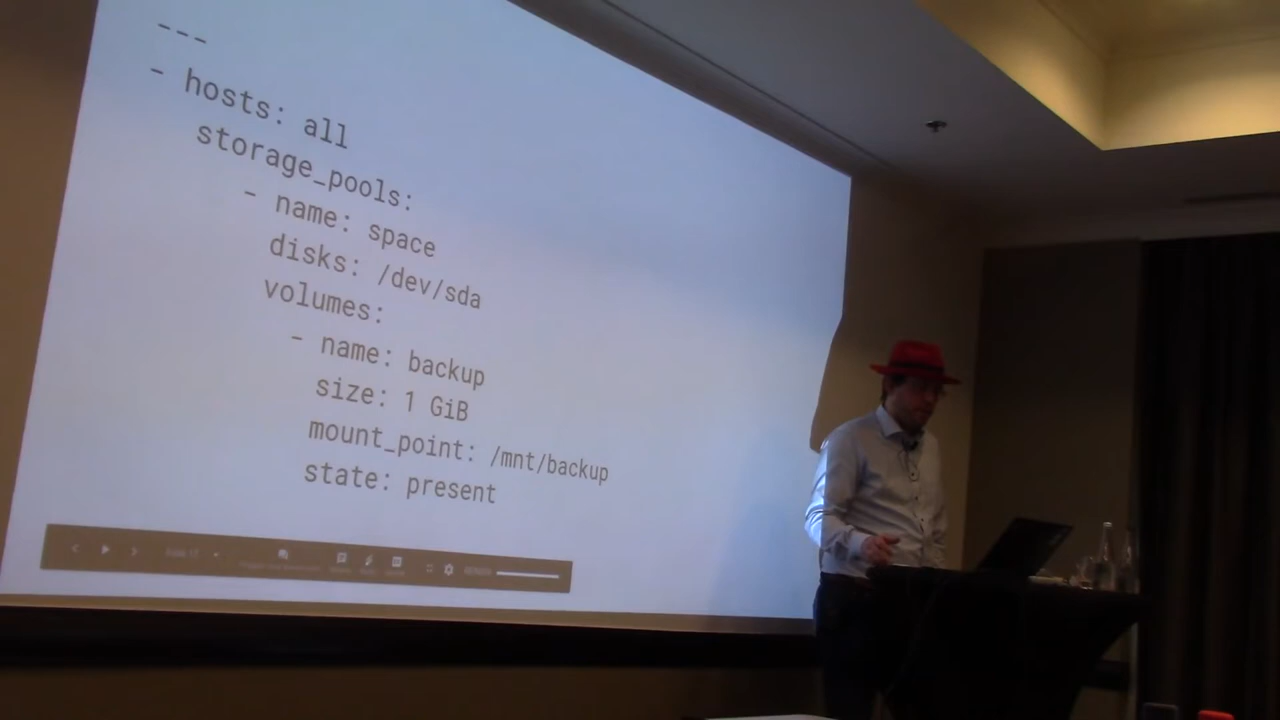 ---
- hosts: all
storage_pools:
- name: space
disks: /dev/sda
volumes:
- name: backup
size: 1 GiB
mount_point: /mnt/backup
state: present